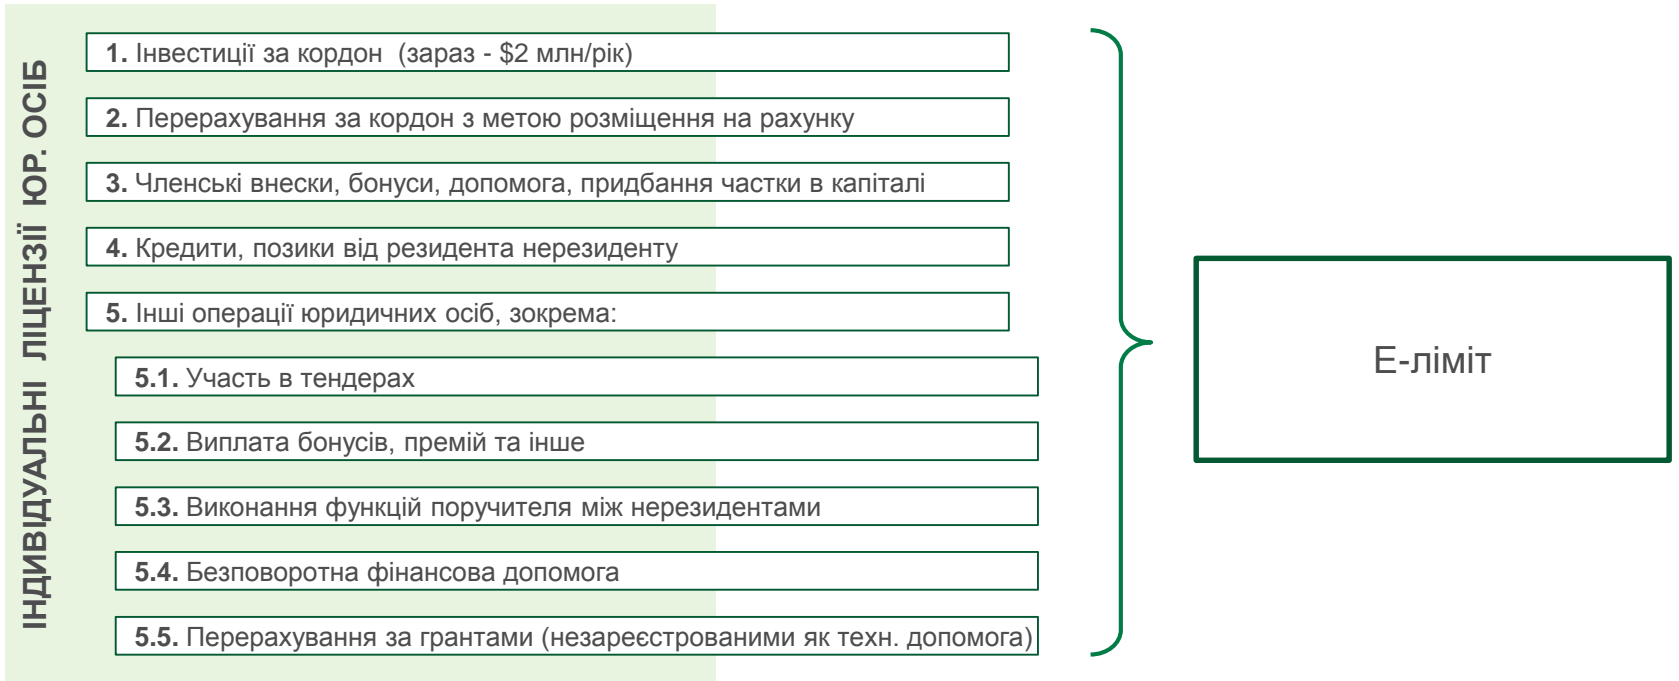 ІНДИВІДУАЛЬНІ ЛІЦЕНЗІЇ ЮР. ОСІБ
1. Інвестиції за кордон (зараз - $2 млн/рік)
2. Перерахування за кордон з метою розміщення на рахунку
3. Членські внески, бонуси, допомога, придбання частки в капіталі
4. Кредити, позики від резидента нерезиденту
5. Інші операції юридичних осіб, зокрема:
5.1. Участь в тендерах
5.2. Виплата бонусів, премій та інше
5.3. Виконання функцій поручителя між нерезидентами
5.4. Безповоротна фінансова допомога
5.5. Перерахування за грантами (незареєстрованими як техн. допомога)
Е-ліміт